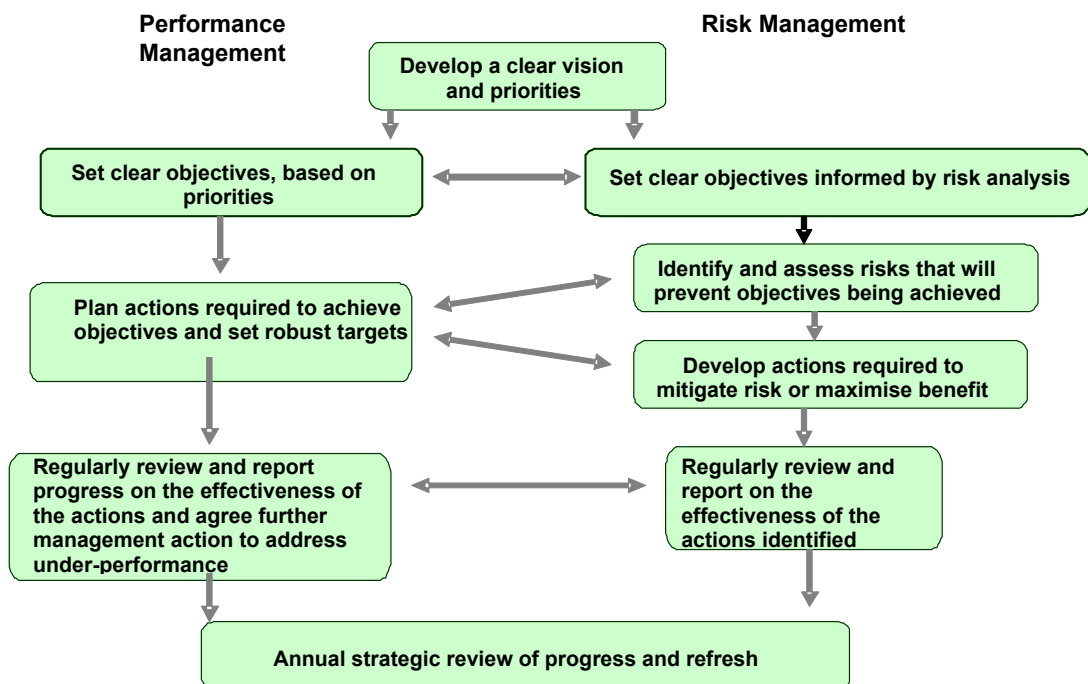 Performance
Management
Risk Management
Develop a clear vision
and priorities
Set clear objectives, based on
priorities
Set clear objectives informed by risk analysis
Identify and assess risks that will
prevent objectives being achieved
Plan actions required to achieve
objectives and set robust targets
Develop actions required to
mitigate risk or maximise benefit
Regularly review and report
progress on the effectiveness of
the actions and agree further
management action to address
under-performance
Regularly review and
report on the
effectiveness of the
actions identified
Annual strategic review of progress and refresh